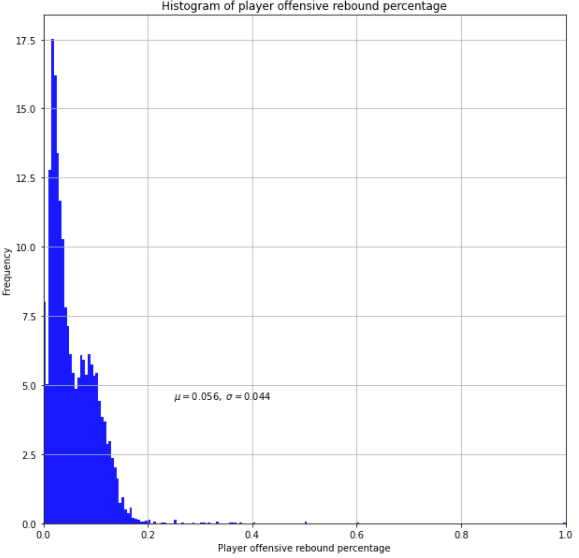 Histogram of player offensive rebound percentage
17.5
15.0
12.5
10.0
7.5
5.0
2.5
0.0
Frequency
μ = 0.056, σ = 0.044
0.0 0.2 0.4 0.6 0.8 1.0
Player offensive rebound percentage